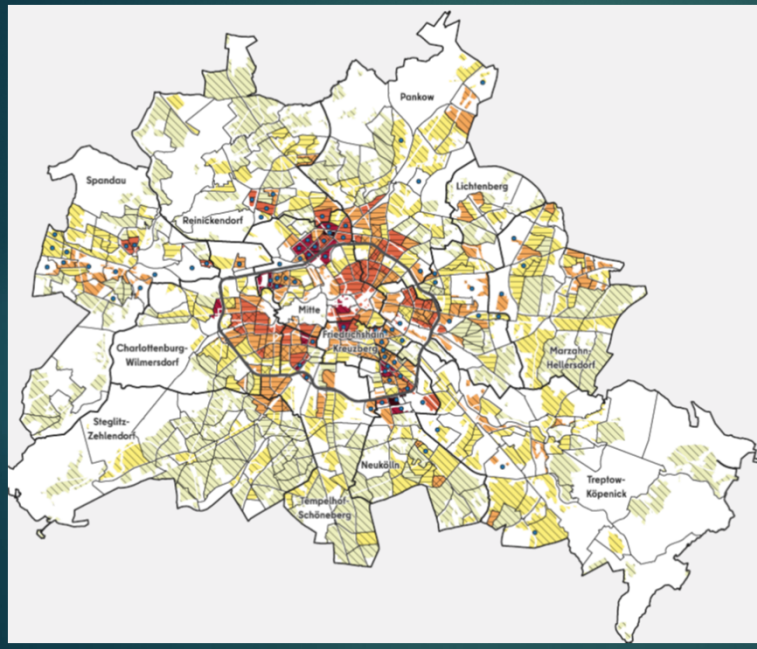 Pankow
Spandau
Lichtenberg
Reinickendorf
Mitte
Friedrichshain-
Kreuzberg
Charlottenburg-
Wilmersdorf
Marzahn-
Hellersdorf
Steglitz-
Zehlendorf
Neukölln
Treptow-
Köpenick
Tempelhof-
Schöneberg